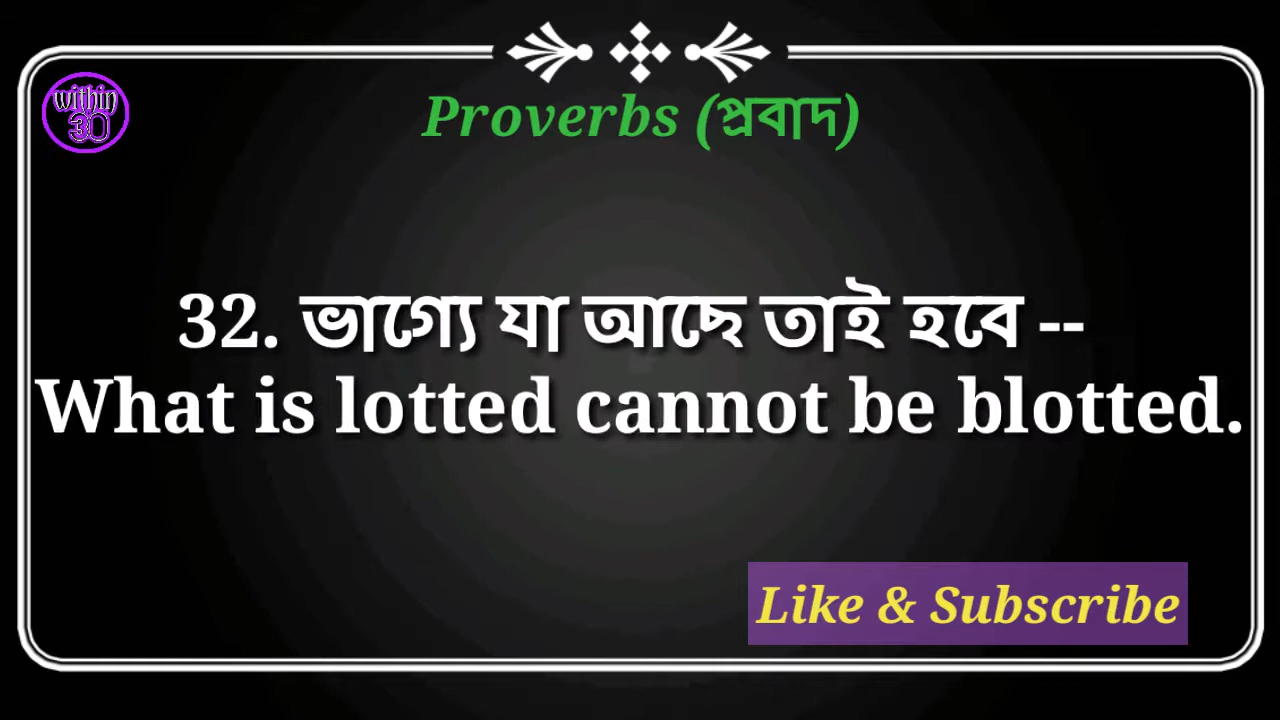 within
30
Proverbs (প্রবাদ)
32. ভাগ্যে যা আছে তাই হবে --
What is lotted cannot be blotted.
Like & Subscribe